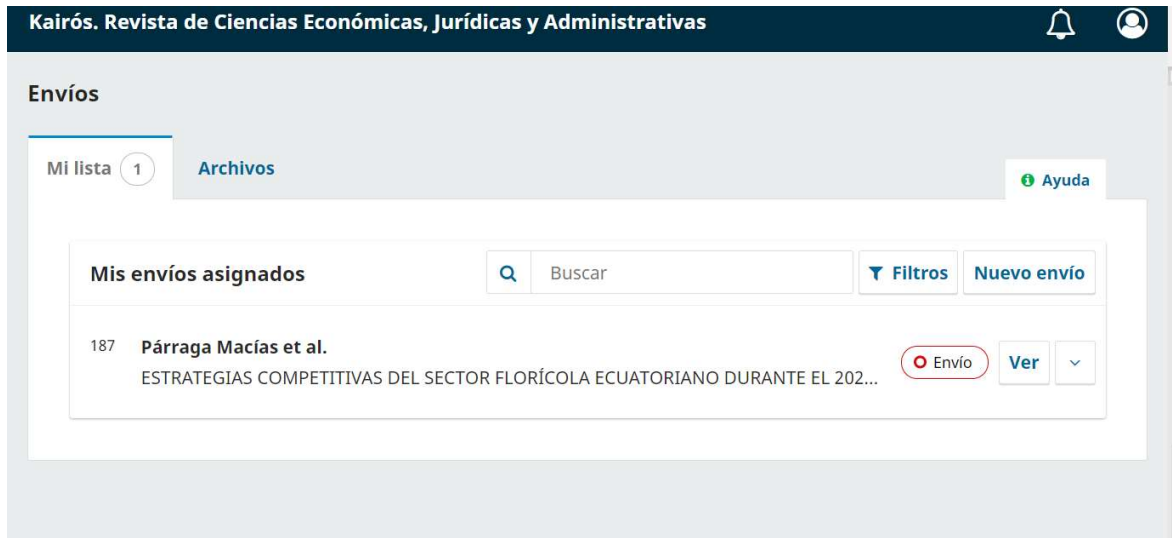 Kairós. Revista de Ciencias Económicas, Jurídicas y Administrativas
Envíos
Mi lista 1 Archivos
Ayuda
Mis envíos asignados Buscar Filtros Nuevo envío
187 Párraga Macías et al.
ESTRATEGIAS COMPETITIVAS DEL SECTOR FLORÍCOLA ECUATORIANO DURANTE EL 202...
Envío Ver